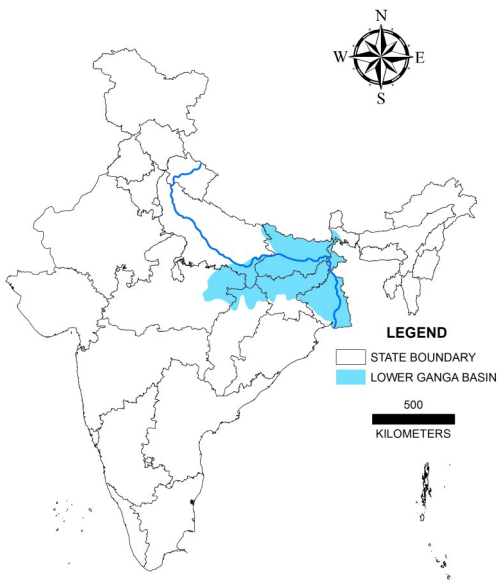 N
W
E
S
LEGEND
STATE BOUNDARY
LOWER GANGA BASIN
500
KILOMETERS